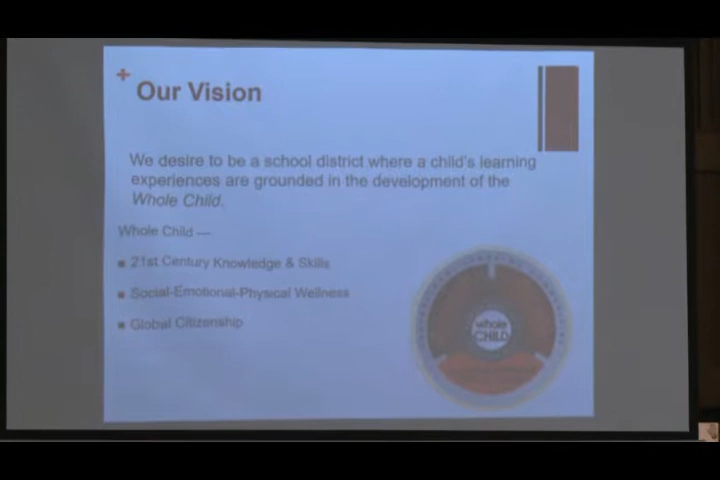 +
Our Vision
We desire to be a school district where a child's learning
experiences are grounded in the development of the
Whole Child.
Whole Child —
■ 21st Century Knowledge & Skills
■ Social-Emotional-Physical Wellness
■ Global Citizenship
whole
CHILD